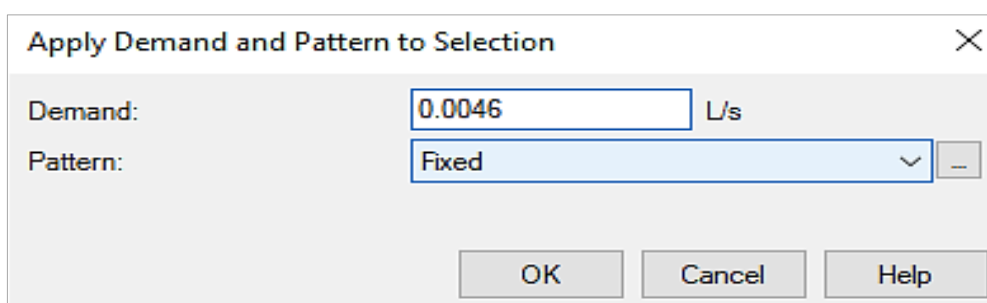 Apply Demand and Pattern to Selection
Demand: 0.0046 L/s
Pattern: Fixed ...
OK Cancel Help